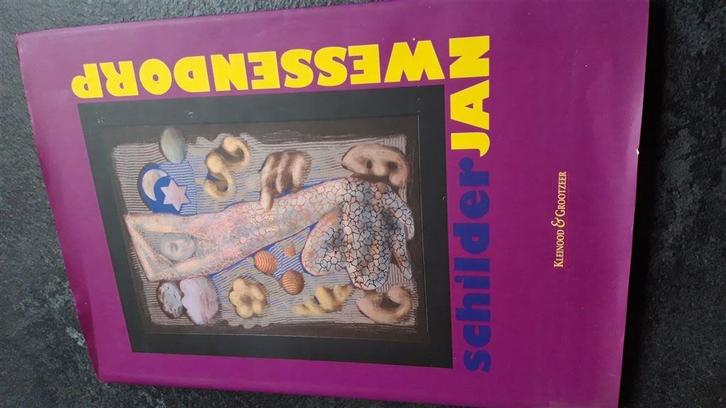 schilder JAN
WESSENDORP
KLEINOOD & GROOTZEER